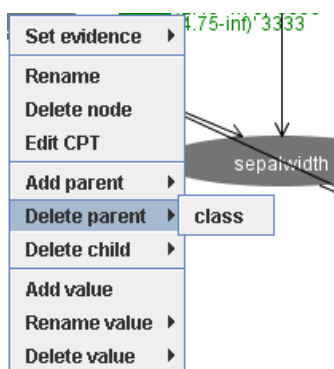 4.75-inf)' 3333
Set evidence
Rename
Delete node
Edit CPT
Add parent
Delete parent
class
Delete child
Add value
Rename value
Delete value
sepalwidth